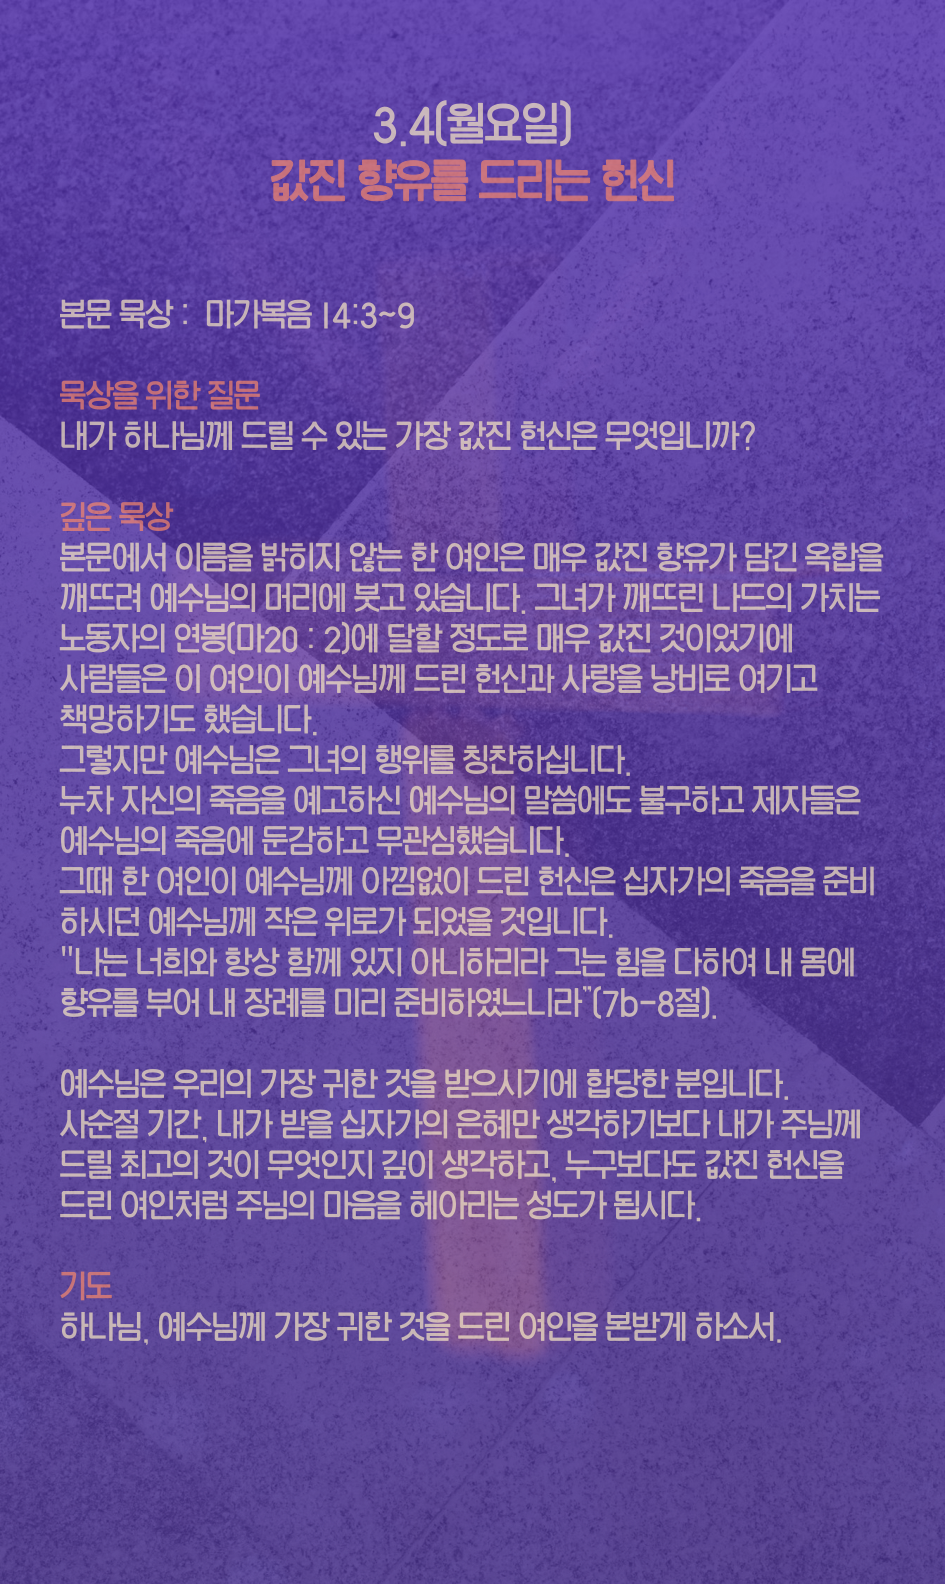 3.4(월요일)
값진 향유를 드리는 헌신
본문 묵상 : 마가복음 14:3~9
묵상을 위한 질문
내가 하나님께 드릴 수 있는 가장 값진 헌신은 무엇입니까?
깊은 묵상
본문에서 이름을 밝히지 않는 한 여인은 매우 값진 향유가 담긴 옥합을
깨뜨려 예수님의 머리에 붓고 있습니다. 그녀가 깨뜨린 나드의 가치는
노동자의 연봉(마20 : 2)에 달할 정도로 매우 값진 것이었기에
사람들은 이 여인이 예수님께 드린 헌신과 사랑을 낭비로 여기고
책망하기도 했습니다.
그렇지만 예수님은 그녀의 행위를 칭찬하십니다.
누차 자신의 죽음을 예고하신 예수님의 말씀에도 불구하고 제자들은
예수님의 죽음에 둔감하고 무관심했습니다.
그때 한 여인이 예수님께 아낌없이 드린 헌신은 십자가의 죽음을 준비
하시던 예수님께 작은 위로가 되었을 것입니다.
"나는 너희와 항상 함께 있지 아니하리라 그는 힘을 다하여 내 몸에
향유를 부어 내 장례를 미리 준비하였느니라"(7b-8절).
예수님은 우리의 가장 귀한 것을 받으시기에 합당한 분입니다.
사순절 기간, 내가 받을 십자가의 은혜만 생각하기보다 내가 주님께
드릴 최고의 것이 무엇인지 깊이 생각하고, 누구보다도 값진 헌신을
드린 여인처럼 주님의 마음을 헤아리는 성도가 됩시다.
기도
하나님, 예수님께 가장 귀한 것을 드린 여인을 본받게 하소서.